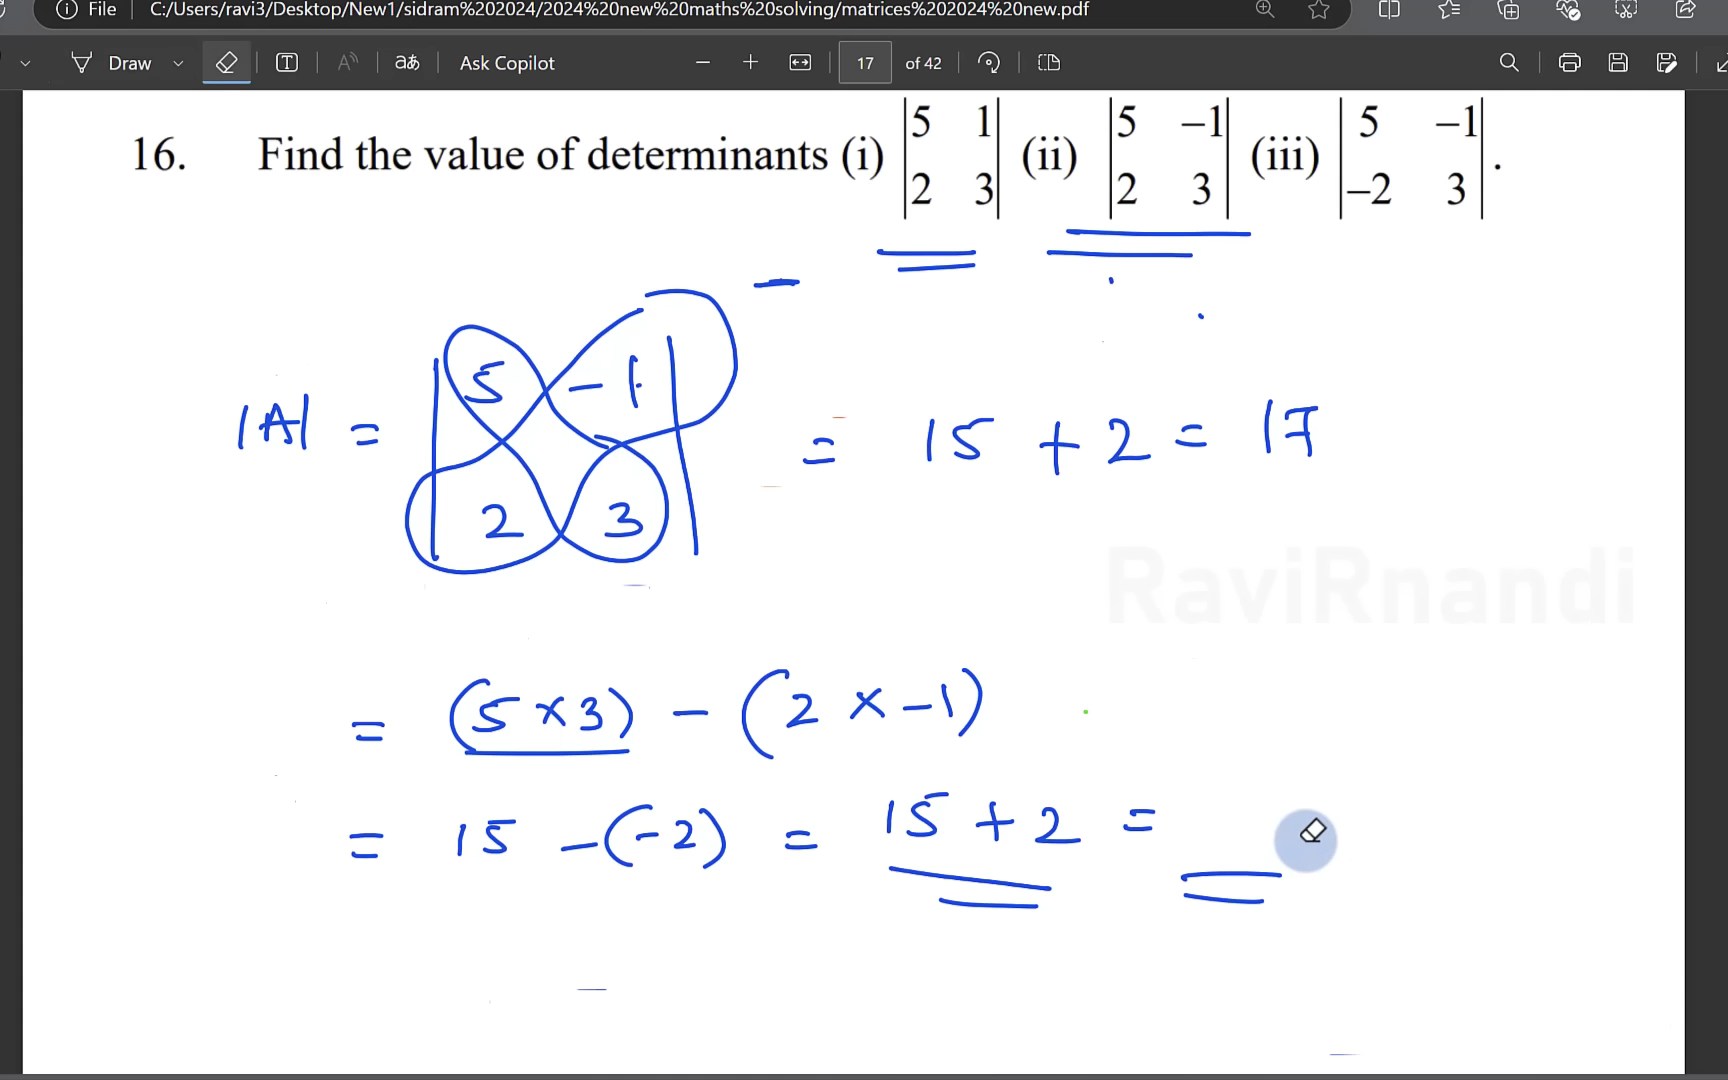 File | C:/Users/ravi3/Desktop/New1/sidram%202024/2024%20new%20maths%20solving/matrices%202024%20new.pdf
Draw T A aあ Ask Copilot 17 of 42
16. Find the value of determinants (i) |5 1| (ii) |5 −1| (iii) |5 −1|.
|2 3| |2 3| |−2 3|
|A| = |5 −1| = 15 + 2 = 17
|2 3|
RaviRnandi
= (5 × 3) − (2 × −1)
= 15 − (−2) = 15 + 2 =